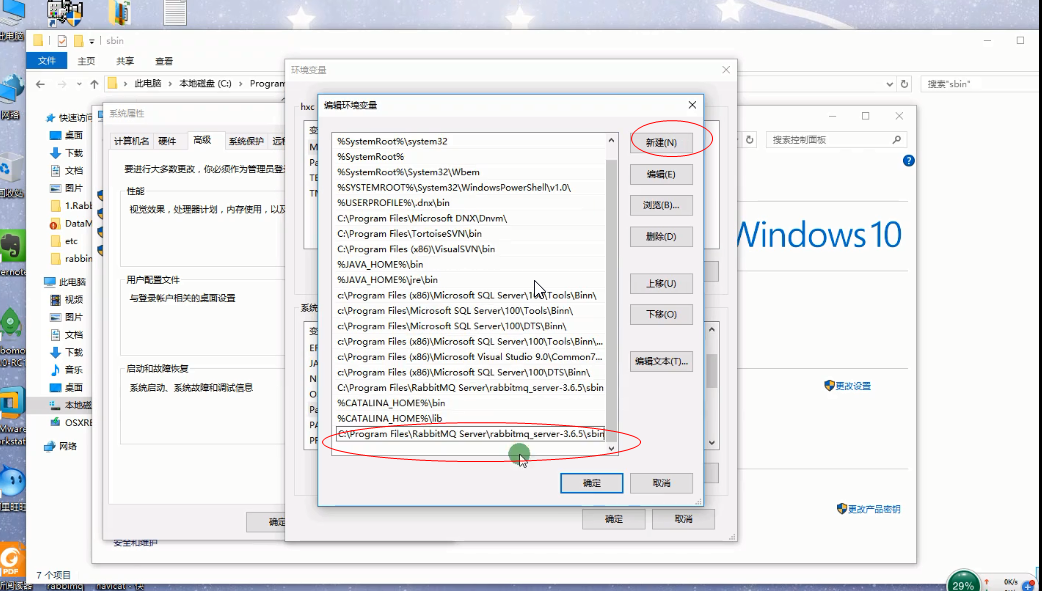 sbin
文件
主页
共享
查看
此电脑
本地磁盘 (C:)
Program
搜索"sbin"
快速访问
桌面
下载
文档
图片
1.Rabb
DataM
etc
rabbin
此电脑
视频
图片
文档
下载
音乐
桌面
本地磁
OSXRE
网络
7 个项目
系统属性
计算机名
硬件
高级
系统保护
远程
要进行大多数更改，你必须作为管理员登
性能
视觉效果，处理器计划，内存使用，以及
用户配置文件
与登录帐户相关的桌面设置
启动和故障恢复
系统启动、系统故障和调试信息
确定
安全和维护
环境变量
hxc
确定
取消
编辑环境变量
%SystemRoot%\system32
%SystemRoot%
%SystemRoot%\System32\Wbem
%SYSTEMROOT%\System32\WindowsPowerShell\v1.0\
%USERPROFILE%\.dnx\bin
C:\Program Files\Microsoft DNX\Dnvm\
C:\Program Files\TortoiseSVN\bin
C:\Program Files (x86)\VisualSVN\bin
%JAVA_HOME%\bin
%JAVA_HOME%\jre\bin
c:\Program Files (x86)\Microsoft SQL Server\100\Tools\Binn\
c:\Program Files\Microsoft SQL Server\100\Tools\Binn\
c:\Program Files\Microsoft SQL Server\100\DTS\Binn\
c:\Program Files (x86)\Microsoft SQL Server\100\Tools\Binn\...
c:\Program Files (x86)\Microsoft Visual Studio 9.0\Common7...
c:\Program Files (x86)\Microsoft SQL Server\100\DTS\Binn\
C:\Program Files\RabbitMQ Server\rabbitmq_server-3.6.5\sbin
%CATALINA_HOME%\bin
%CATALINA_HOME%\lib
C:\Program Files\RabbitMQ Server\rabbitmq_server-3.6.5\sbin
新建(N)
编辑(E)
浏览(B)...
删除(D)
上移(U)
下移(O)
编辑文本(T)...
确定
取消
搜索控制面板
Windows 10
更改设置
更改产品密钥
29%
0K/s